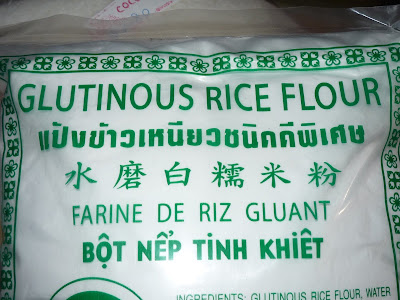 GLUTINOUS RICE FLOUR
แป้งข้าวเหนียวชนิดดีพิเศษ
水磨白糯米粉
FARINE DE RIZ GLUANT
BỘT NẾP TINH KHIẾT
INGREDIENTS: GLUTINOUS RICE FLOUR, WATER